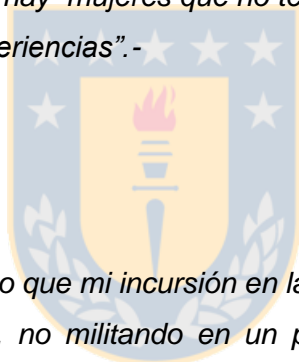 hay "mujeres que no te
eriencias".-
o que mi incursión en la
no militando en un p